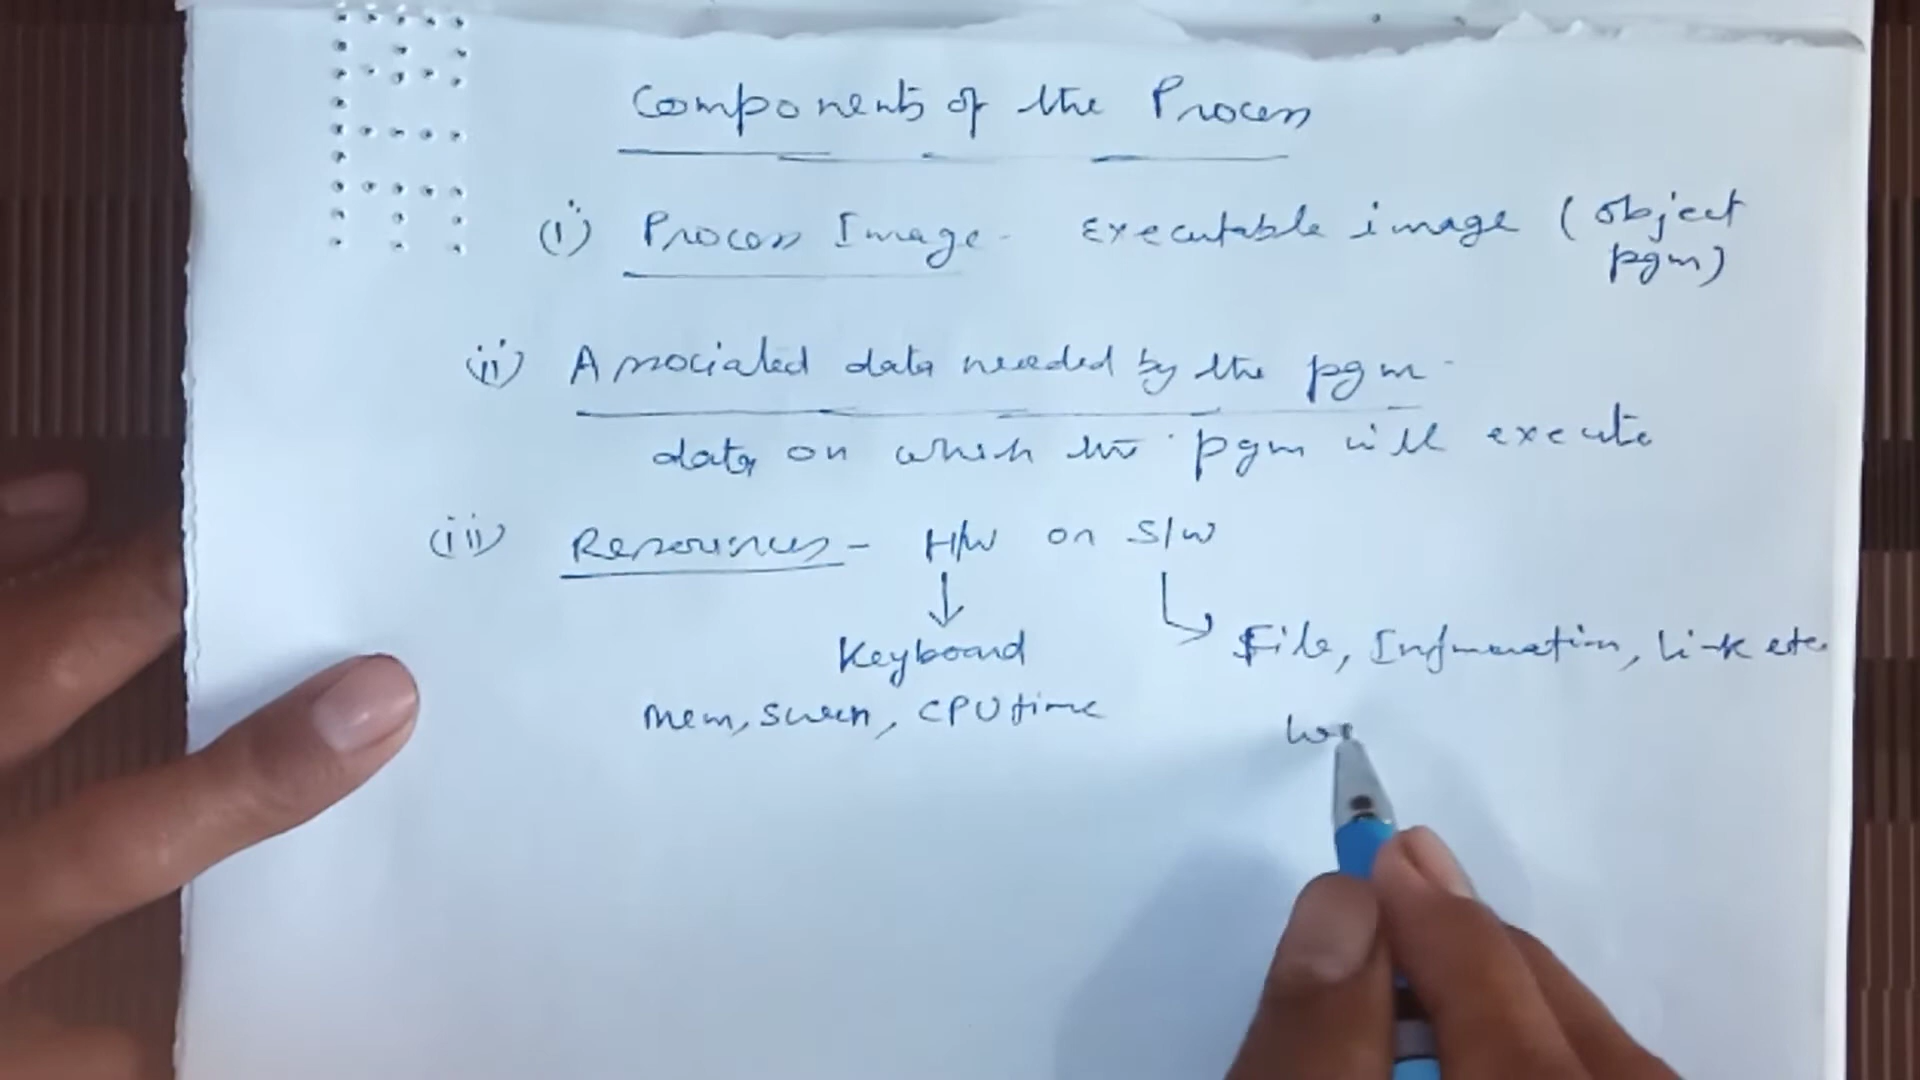 Components of the Process
(i) Process Image - Executable image (object
pgm)
(ii) Associated data needed by the pgm -
data on which the pgm will execute
(iii) Resources - H/W or S/W
Keyboard
File, Information, link etc.
Mem, Screen, CPU time